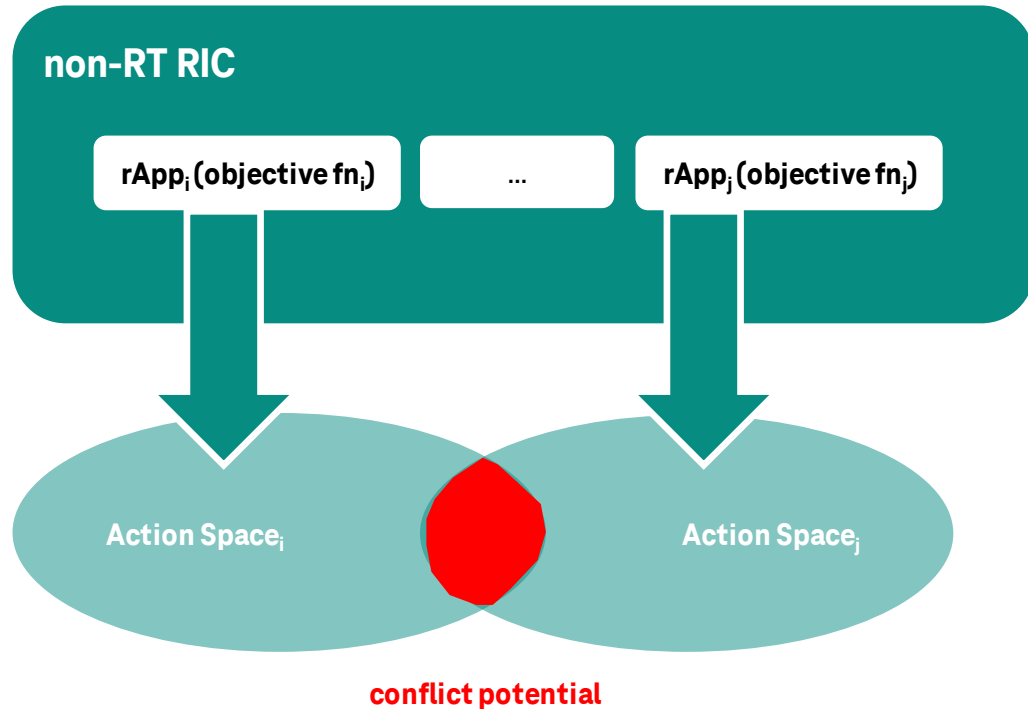 non-RT RIC
rAppᵢ (objective fnᵢ)
...
rAppⱼ (objective fnⱼ)
Action Spaceᵢ
Action Spaceⱼ
conflict potential